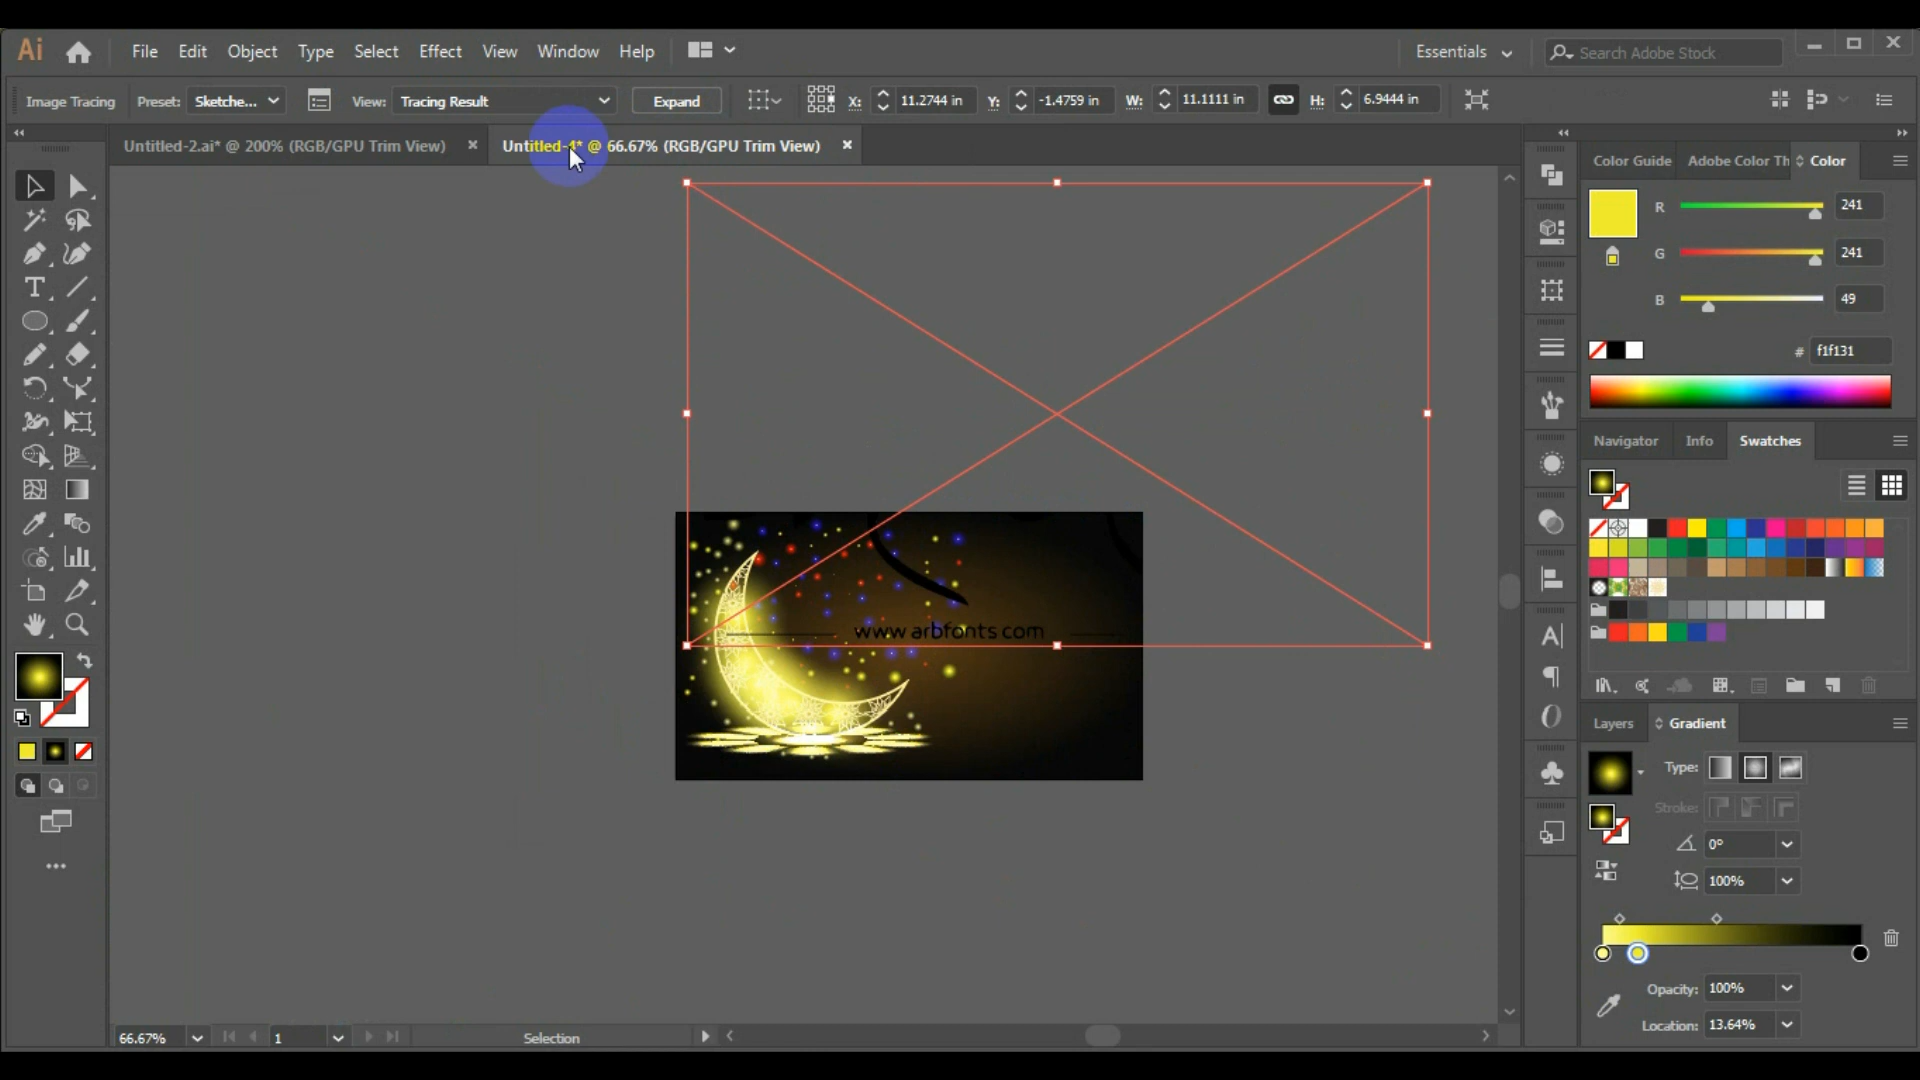 Ai File Edit Object Type Select Effect View Window Help Essentials Search Adobe Stock
Image Tracing Preset: Sketche... View: Tracing Result Expand X: 11.2744 in Y: -1.4759 in W: 11.1111 in H: 6.9444 in
Untitled-2.ai* @ 200% (RGB/GPU Trim View) Untitled-4* @ 66.67% (RGB/GPU Trim View)
Color Guide Adobe Color Th Color
R 241
G 241
B 49
# f1f131
Navigator Info Swatches
www arbfonts com
Layers Gradient
Type:
Stroke:
0°
100%
Opacity: 100%
Location: 13.64%
66.67% 1 Selection